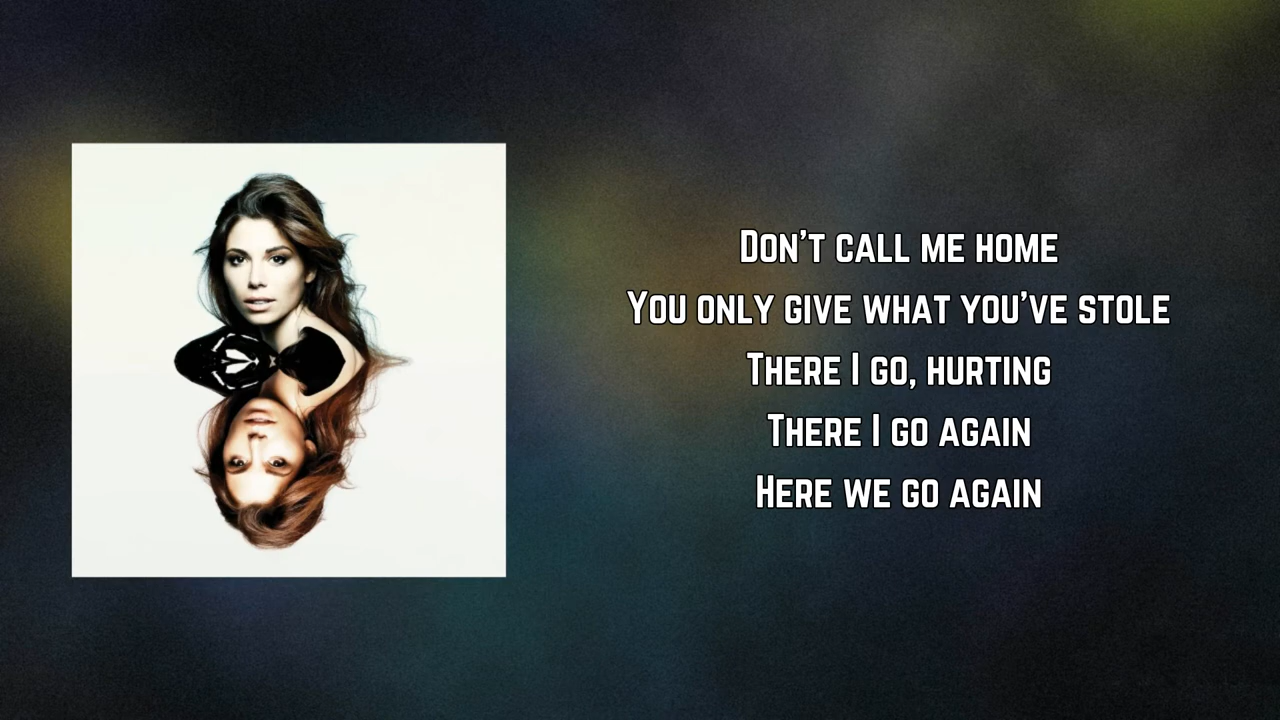 Don't call me home
You only give what you've stole
There I go, hurting
There I go again
Here we go again